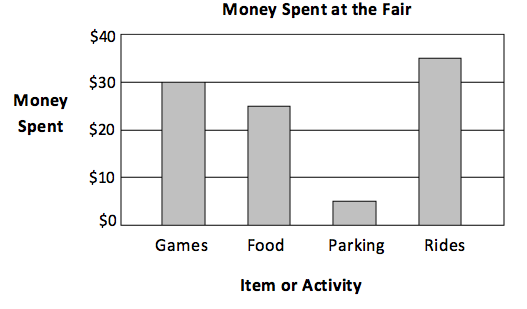 Money Spent at the Fair
$40
$30
$20
$10
$0
Money
Spent
Games Food Parking Rides
Item or Activity